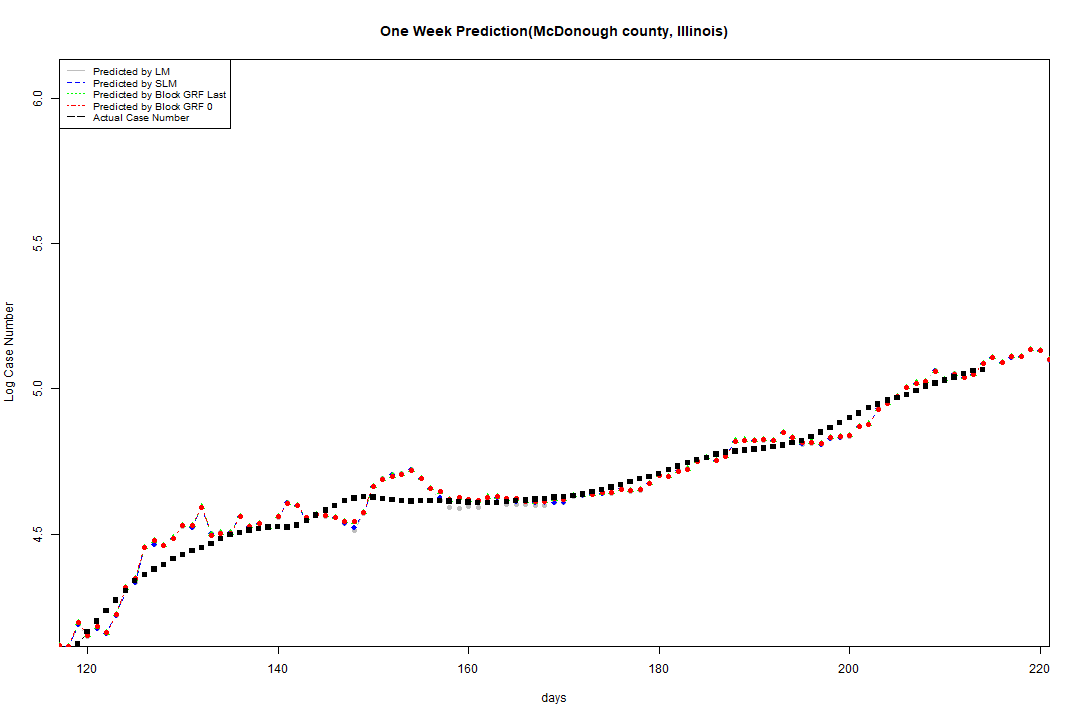 One Week Prediction(McDonough county, Illinois)
Predicted by LM
Predicted by SLM
Predicted by Block GRF Last
Predicted by Block GRF 0
Actual Case Number
6.0
5.5
5.0
4.5
Log Case Number
120 140 160 180 200 220
days